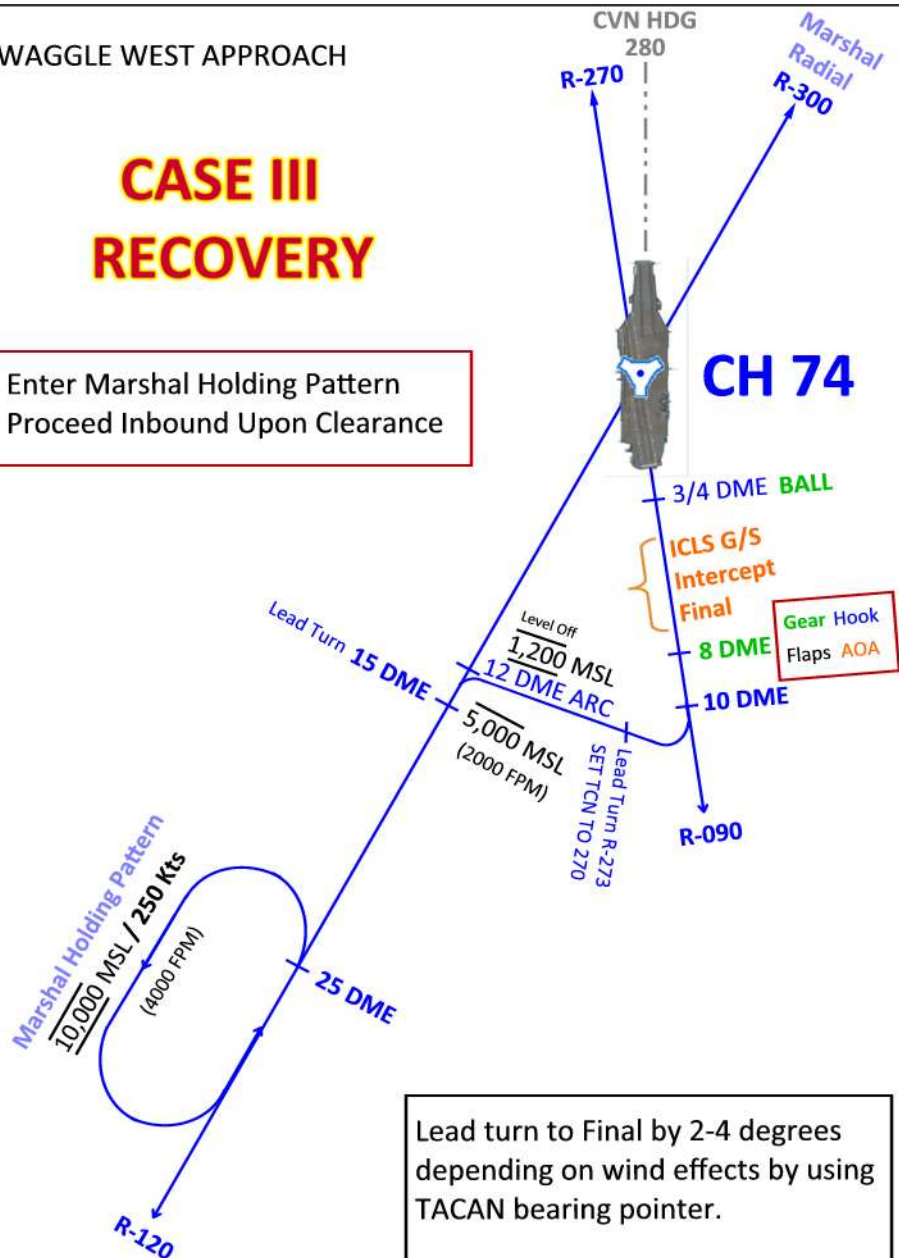 WAGGLE WEST APPROACH
CVN HDG
280
Marshal
Radial
R-270
R-300
CASE III
RECOVERY
Enter Marshal Holding Pattern
Proceed Inbound Upon Clearance
CH 74
3/4 DME BALL
ICLS G/S
Intercept
Final
Gear Hook
Flaps AOA
8 DME
10 DME
Level Off
1,200 MSL
12 DME ARC
Lead Turn 15 DME
5,000 MSL
(2000 FPM)
Lead Turn R-273
SET TCN TO 270
R-090
Marshal Holding Pattern
10,000 MSL / 250 Kts
(4000 FPM)
25 DME
R-120
Lead turn to Final by 2-4 degrees
depending on wind effects by using
TACAN bearing pointer.